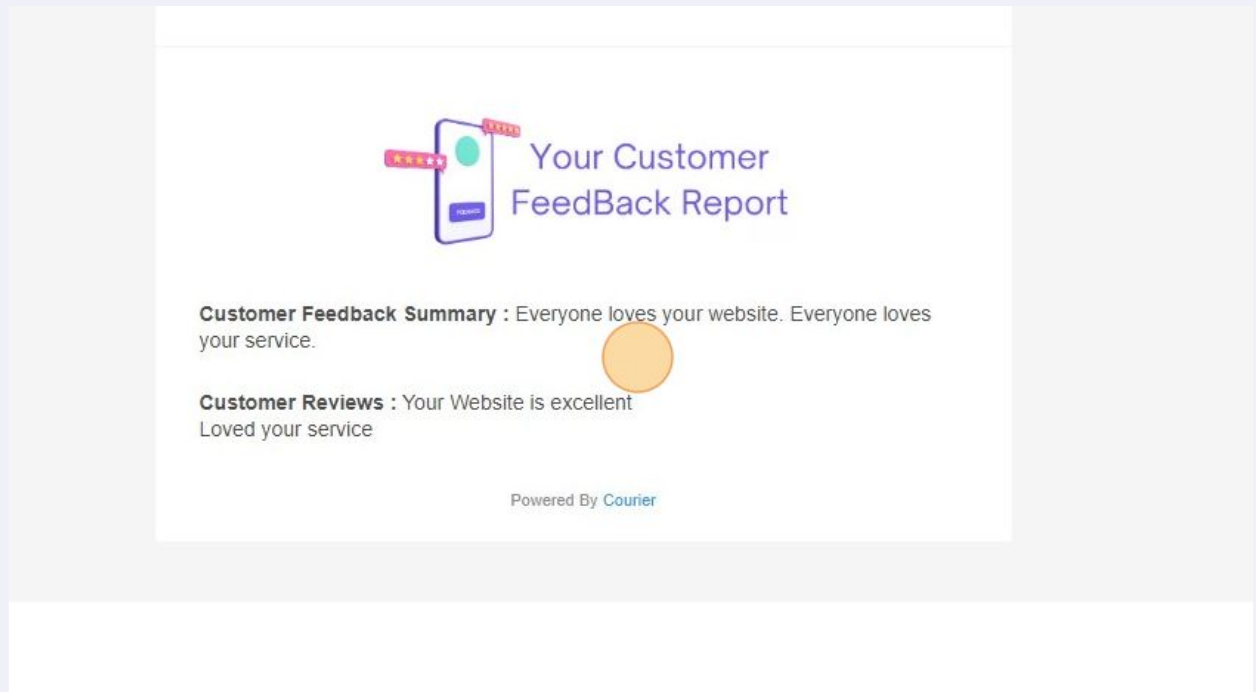 Your Customer
FeedBack Report
Customer Feedback Summary : Everyone loves your website. Everyone loves
your service.
Customer Reviews : Your Website is excellent
Loved your service
Powered By Courier